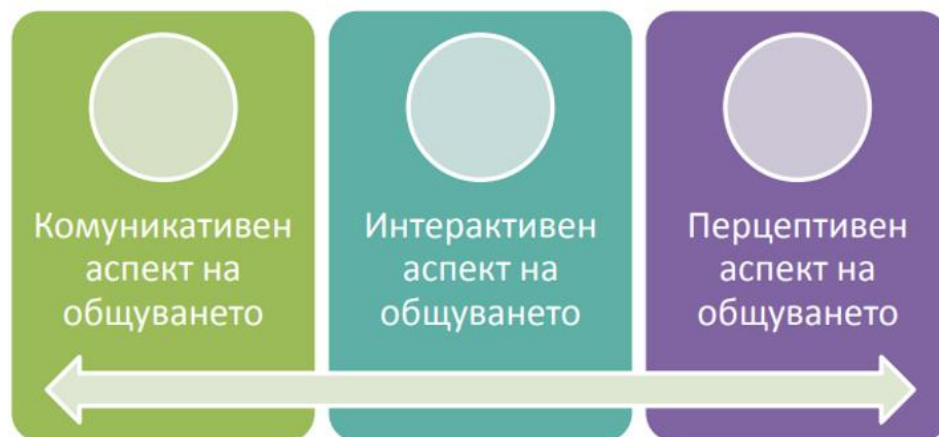 Комуникативен
аспект на
общуването
Интерактивен
аспект на
общуването
Перцептивен
аспект на
общуването